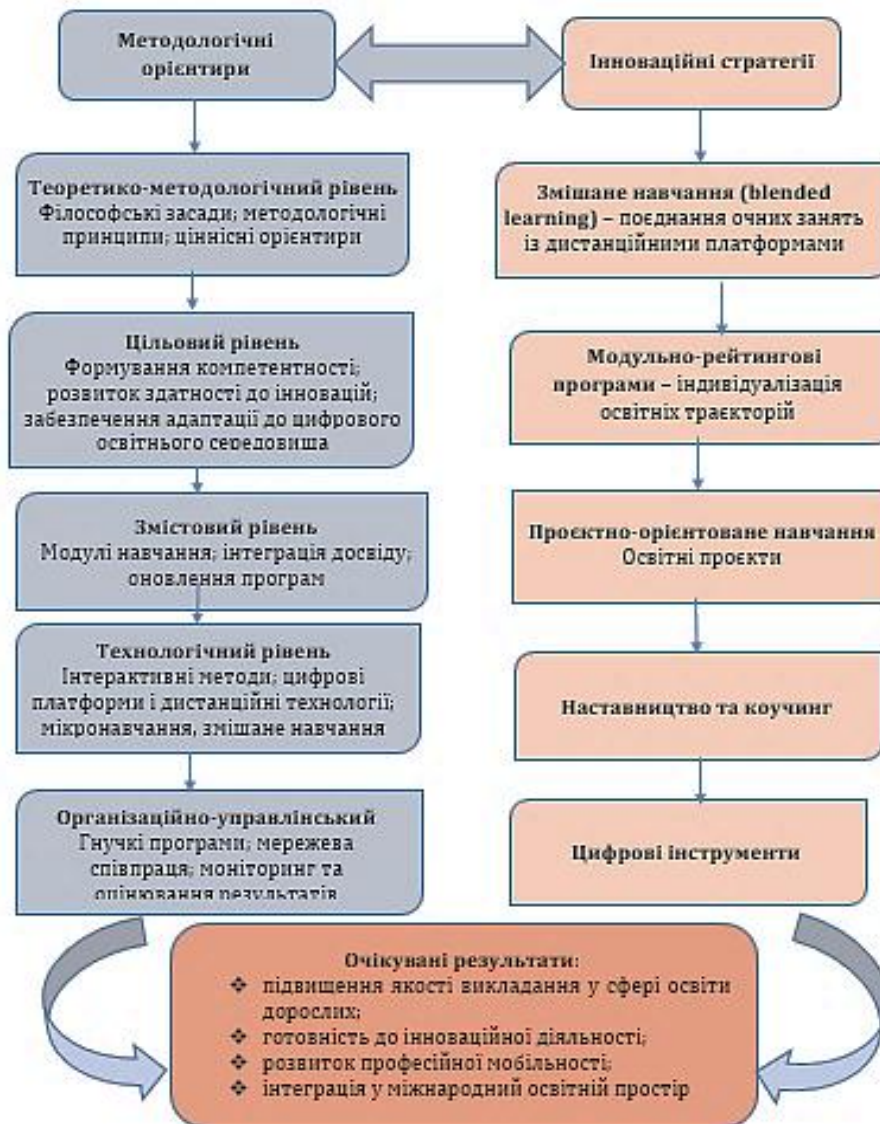 Методологічні
орієнтири
Інноваційні стратегії
Теоретико-методологічний рівень
Філософські засади; методологічні
принципи; ціннісні орієнтири
Цільовий рівень
Формування компетентності;
розвиток здатності до інновацій;
забезпечення адаптації до цифрового
освітнього середовища
Змістовий рівень
Модулі навчання; інтеграція досвіду;
оновлення програм
Технологічний рівень
Інтерактивні методи; цифрові
платформи і дистанційні технології;
мікронавчання, змішане навчання
Організаційно-управлінський
Гнучкі програми; мережева
співпраця; моніторинг та
оцінювання результатів
Змішане навчання (blended
learning) – поєднання очних занять
із дистанційними платформами
Модульно-рейтингові
програми – індивідуалізація
освітніх траєкторій
Проєктно-орієнтоване навчання
Освітні проєкти
Наставництво та коучинг
Цифрові інструменти
Очікувані результати:
❖ підвищення якості викладання у сфері освіти
дорослих;
❖ готовність до інноваційної діяльності;
❖ розвиток професійної мобільності;
❖ інтеграція у міжнародний освітній простір